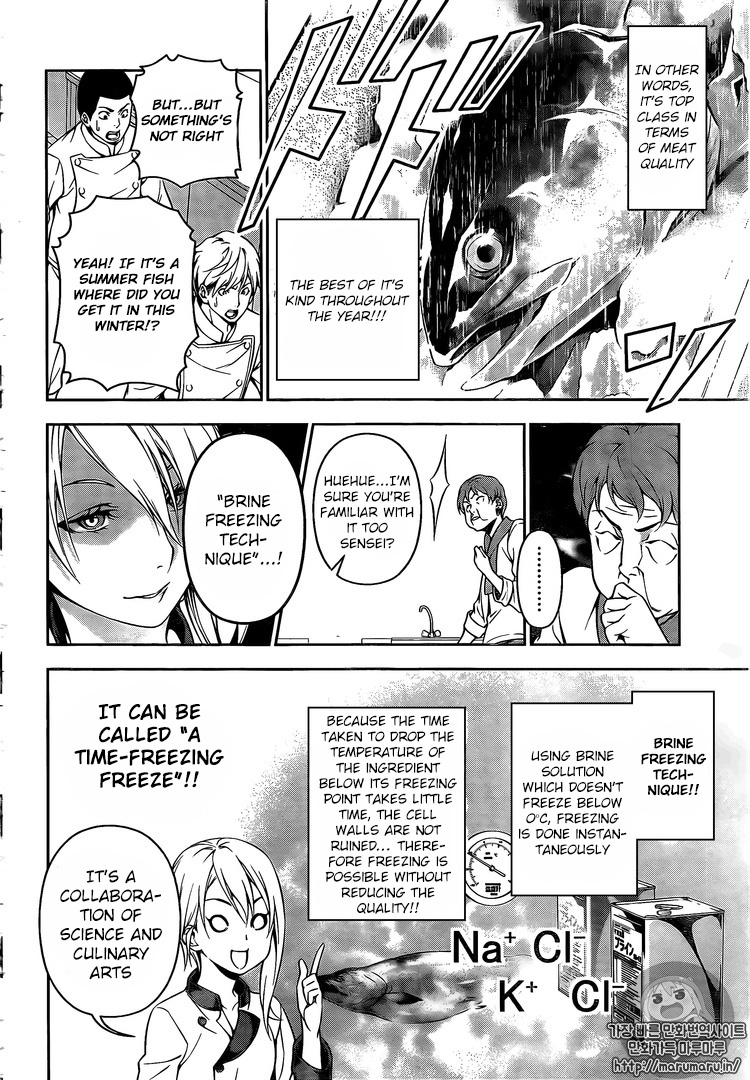 IN OTHER
WORDS,
IT'S TOP
CLASS IN
TERMS
OF MEAT
QUALITY
ドドド
THE BEST OF IT'S
KIND THROUGHOUT
THE YEAR!!!
BUT...BUT
SOMETHING'S
NOT RIGHT
YEAH! IF IT'S A
SUMMER FISH
WHERE DID YOU
GET IT IN THIS
WINTER!?
HUEHUE...I'M
SURE YOU'RE
FAMILIAR WITH
IT TOO
SENSEI?
"BRINE
FREEZING
TECH-
NIQUE"...!
BRINE
FREEZING
TECH-
NIQUE!!
USING BRINE
SOLUTION
WHICH DOESN'T
FREEZE BELOW
0°C, FREEZING
IS DONE INSTAN-
TANEOUSLY
BECAUSE THE TIME
TAKEN TO DROP THE
TEMPERATURE OF
THE INGREDIENT
BELOW ITS FREEZING
POINT TAKES LITTLE
TIME, THE CELL
WALLS ARE NOT
RUINED... THERE-
FORE FREEZING IS
POSSIBLE WITHOUT
REDUCING THE
QUALITY!!
IT CAN BE
CALLED "A
TIME-FREEZING
FREEZE"!!
IT'S A
COLLABORA-
TION OF
SCIENCE AND
CULINARY
ARTS
Na⁺ Cl⁻
K⁺ Cl⁻
ブライン
가장 빠른 만화번역사이트
만화가득 마루마루
http://marumaru.in/